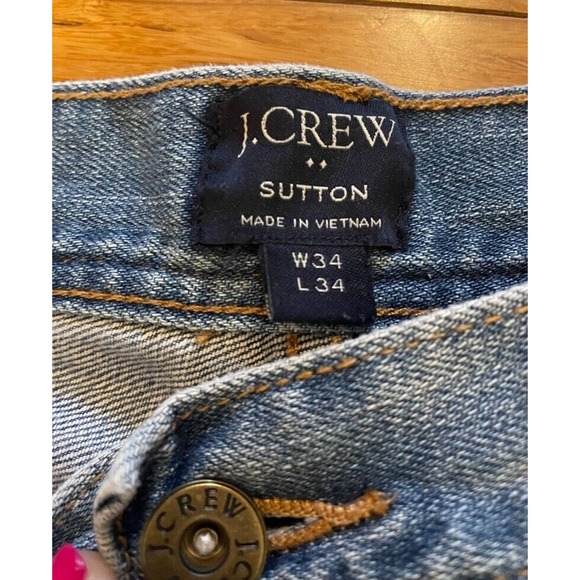 J.CREW
SUTTON
MADE IN VIETNAM
W34
L34
J.CREW J.C